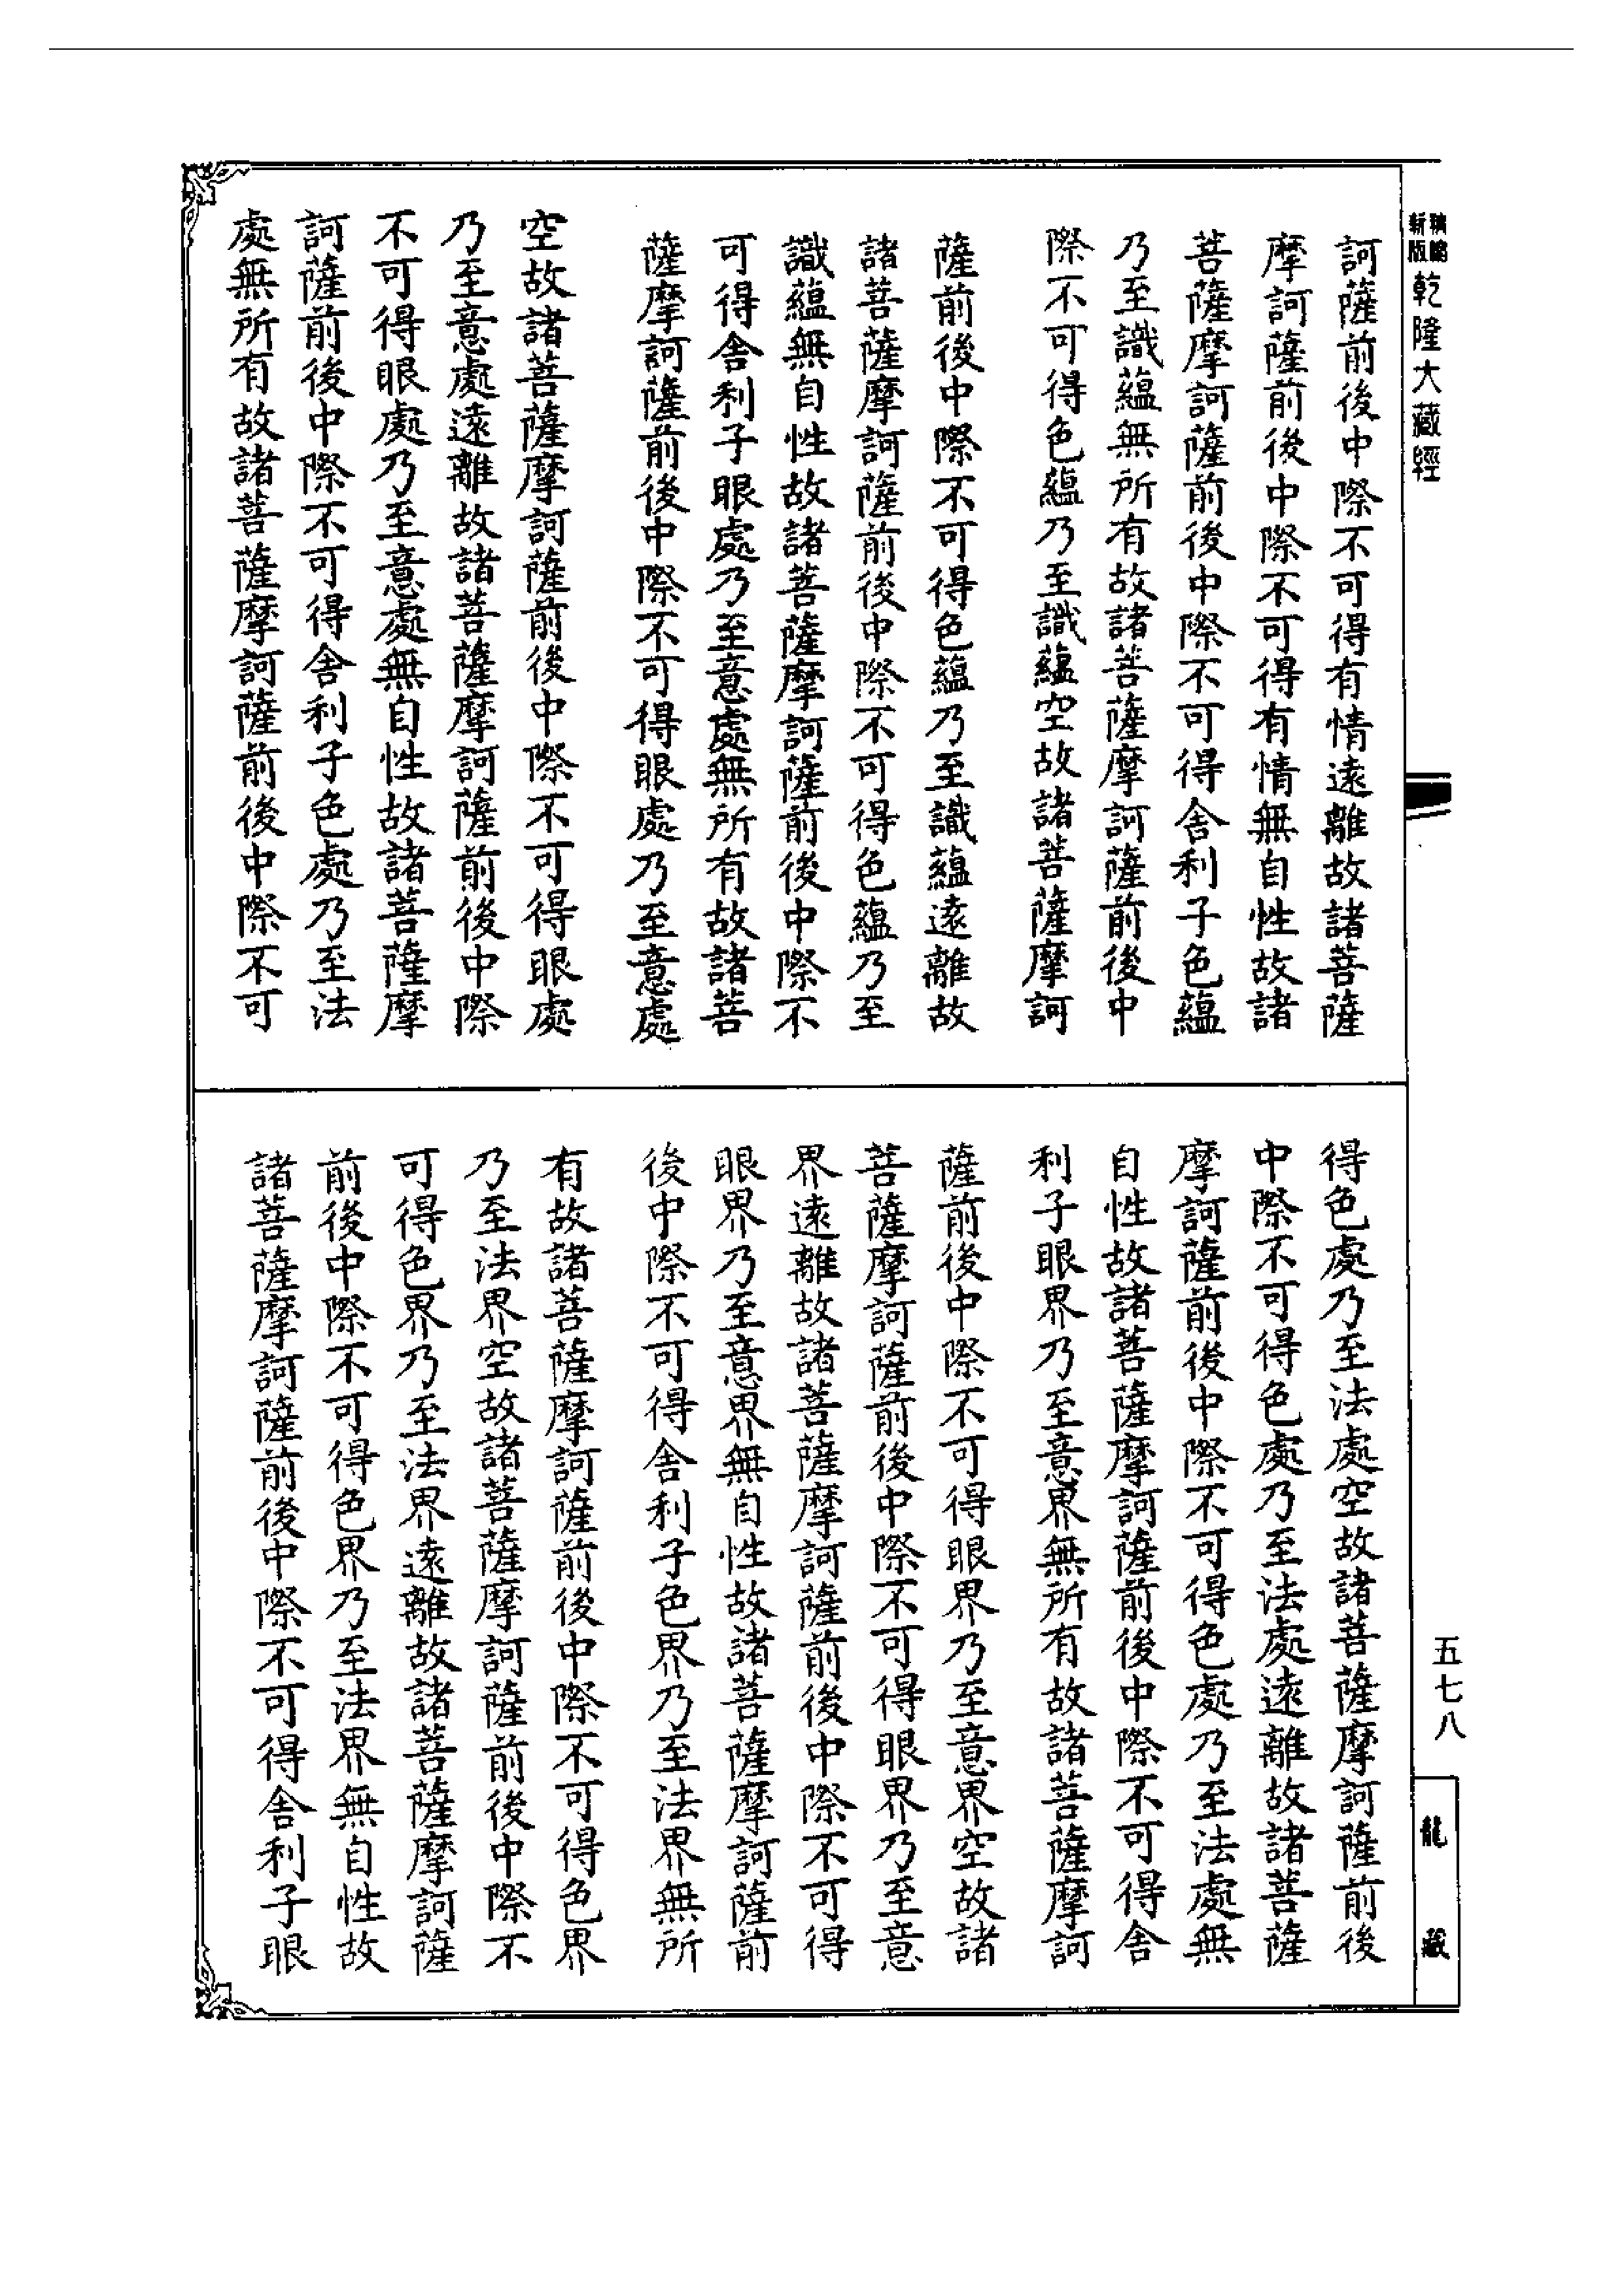 新版
精縮
乾隆大藏經
訶薩前後中際不可得有情遠離故諸菩薩
摩訶薩前後中際不可得有情無自性故諸
菩薩摩訶薩前後中際不可得舍利子色蘊
乃至識蘊無所有故諸菩薩摩訶薩前後中
際不可得色蘊乃至識蘊空故諸菩薩摩訶
薩前後中際不可得色蘊乃至識蘊遠離故
諸菩薩摩訶薩前後中際不可得色蘊乃至
識蘊無自性故諸菩薩摩訶薩前後中際不
可得舍利子眼處乃至意處無所有故諸菩
薩摩訶薩前後中際不可得眼處乃至意處
空故諸菩薩摩訶薩前後中際不可得眼處
乃至意處遠離故諸菩薩摩訶薩前後中際
不可得眼處乃至意處無自性故諸菩薩摩
訶薩前後中際不可得舍利子色處乃至法
處無所有故諸菩薩摩訶薩前後中際不可
得色處乃至法處空故諸菩薩摩訶薩前後
中際不可得色處乃至法處遠離故諸菩薩
摩訶薩前後中際不可得色處乃至法處無
自性故諸菩薩摩訶薩前後中際不可得舍
利子眼界乃至意界無所有故諸菩薩摩訶
薩前後中際不可得眼界乃至意界空故諸
菩薩摩訶薩前後中際不可得眼界乃至意
界遠離故諸菩薩摩訶薩前後中際不可得
眼界乃至意界無自性故諸菩薩摩訶薩前
後中際不可得舍利子色界乃至法界無所
有故諸菩薩摩訶薩前後中際不可得色界
乃至法界空故諸菩薩摩訶薩前後中際不
可得色界乃至法界遠離故諸菩薩摩訶薩
前後中際不可得色界乃至法界無自性故
諸菩薩摩訶薩前後中際不可得舍利子眼
五七八
龍藏